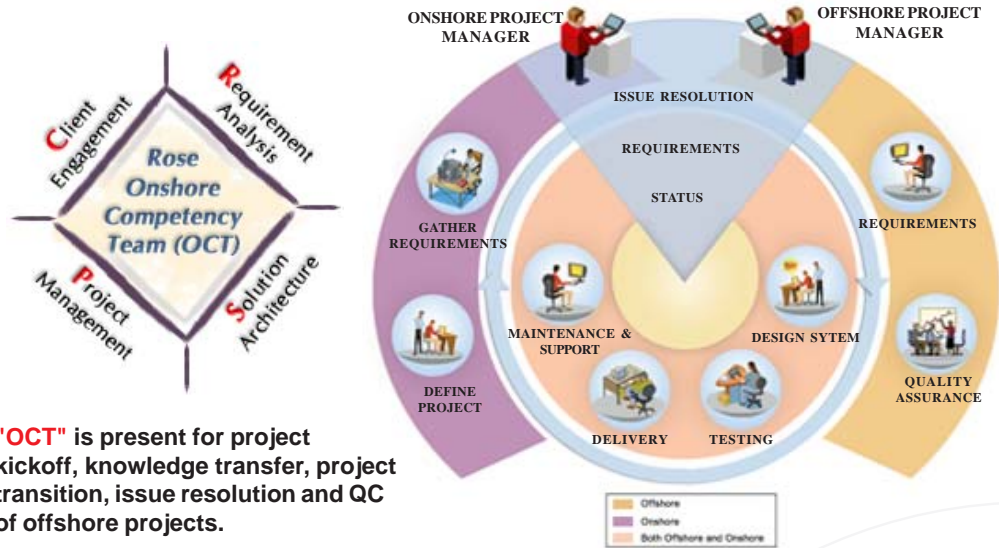 Client
Engagement
Requirement
Analysis
Rose
Onshore
Competency
Team (OCT)
Project
Management
Solution
Architecture
"OCT" is present for project
kickoff, knowledge transfer, project
transition, issue resolution and QC
of offshore projects.
ONSHORE PROJECT
MANAGER
OFFSHORE PROJECT
MANAGER
ISSUE RESOLUTION
REQUIREMENTS
STATUS
GATHER
REQUIREMENTS
REQUIREMENTS
MAINTENANCE &
SUPPORT
DESIGN SYTEM
DEFINE
PROJECT
QUALITY
ASSURANCE
DELIVERY
TESTING
Offshore
Onshore
Both Offshore and Onshore